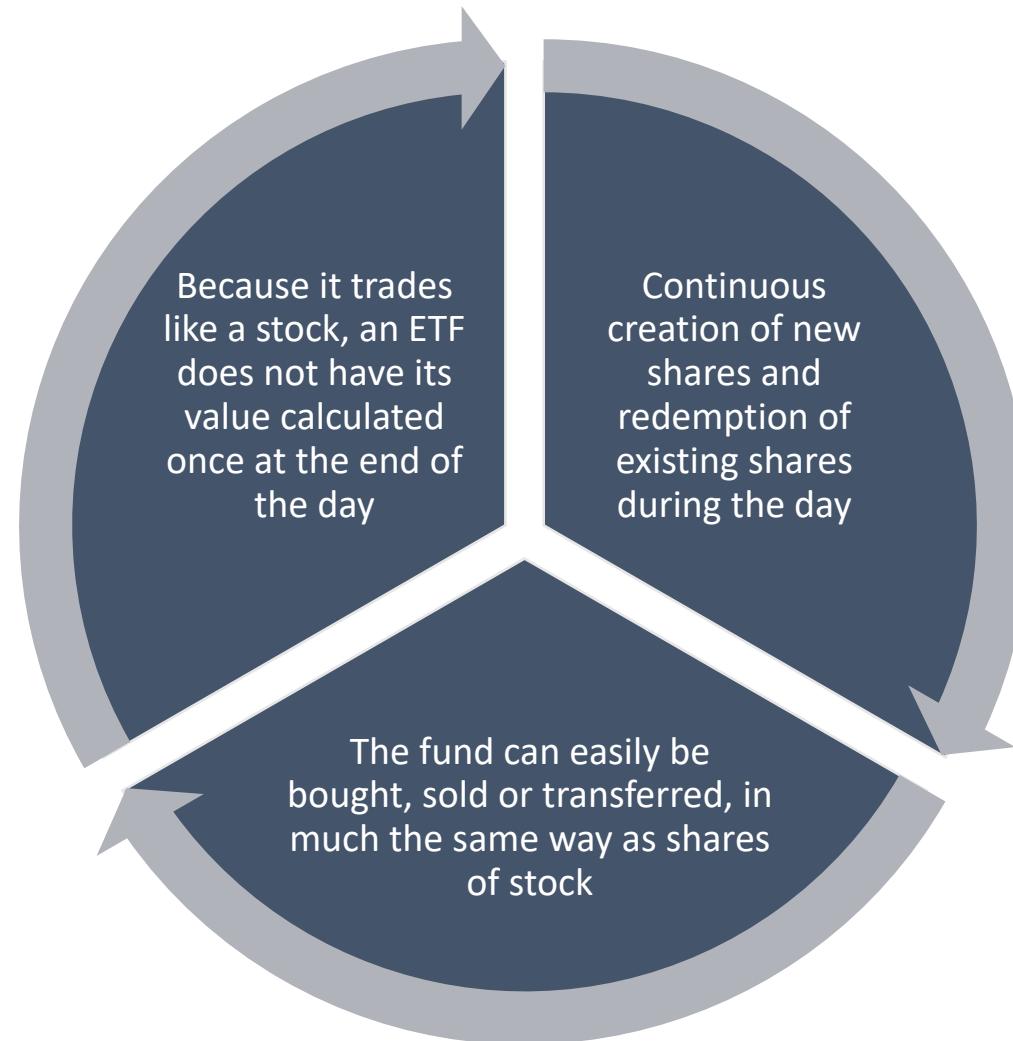 Because it trades
like a stock, an ETF
does not have its
value calculated
once at the end of
the day
Continuous
creation of new
shares and
redemption of
existing shares
during the day
The fund can easily be
bought, sold or transferred, in
much the same way as shares
of stock